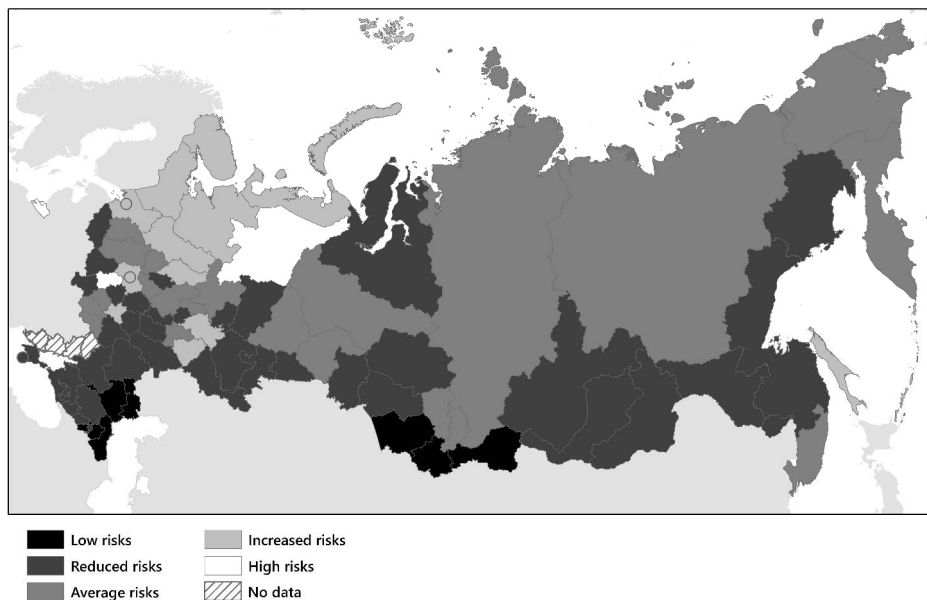 Low risks
Reduced risks
Average risks
Increased risks
High risks
No data